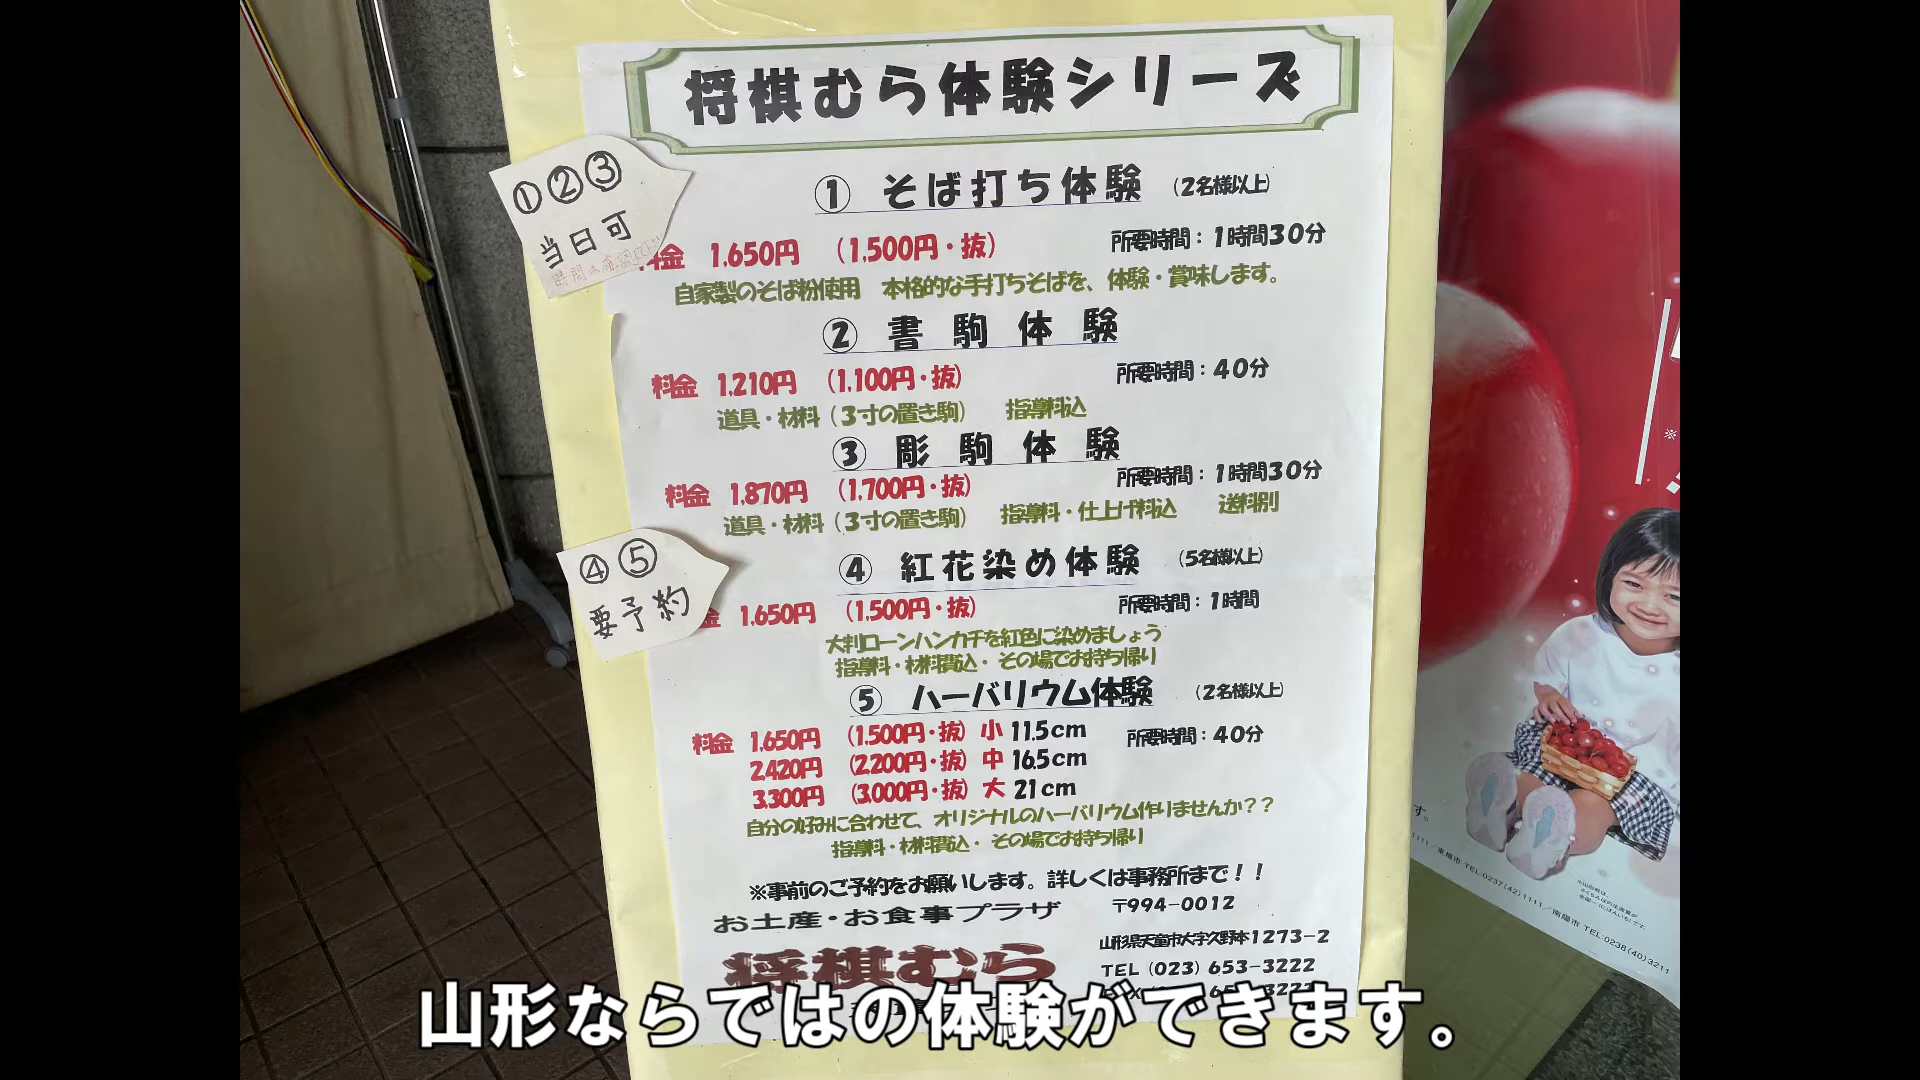 将棋むら体験シリーズ
①②③
当日可
① そば打ち体験 （2名様以上）
料金 1,650円 （1,500円・抜） 所要時間：1時間30分
自家製のそば粉使用 本格的な手打ちそばを、体験・賞味します。
② 書駒体験
料金 1,210円 （1,100円・抜） 所要時間：40分
道具・材料（3寸の置き駒） 指導料込
③ 彫駒体験
料金 1,870円 （1,700円・抜） 所要時間：1時間30分
道具・材料（3寸の置き駒） 指導料・仕上げ料込 送料別
④⑤
要予約
④ 紅花染め体験 （5名様以上）
金 1,650円 （1,500円・抜） 所要時間：1時間
大判ローンハンカチを紅色に染めましょう
指導料・材料費込・その場でお持ち帰り
⑤ ハーバリウム体験 （2名様以上）
料金 1,650円 （1,500円・抜） 小 11.5cm 所要時間：40分
2,420円 （2,200円・抜） 中 16.5cm
3,300円 （3,000円・抜） 大 21cm
自分の好みに合わせて、オリジナルのハーバリウム作りませんか？？
指導料・材料費込・その場でお持ち帰り
※事前のご予約をお願いします。詳しくは事務所まで！！
お土産・お食事プラザ 〒994-0012
将棋むら 山形県天童市大字久野本1273-2
TEL（023）653-3222
山形ならではの体験ができます。
す。
1111／東根市 TEL:0237(42)1111／南陽市 TEL:0238(40)3211